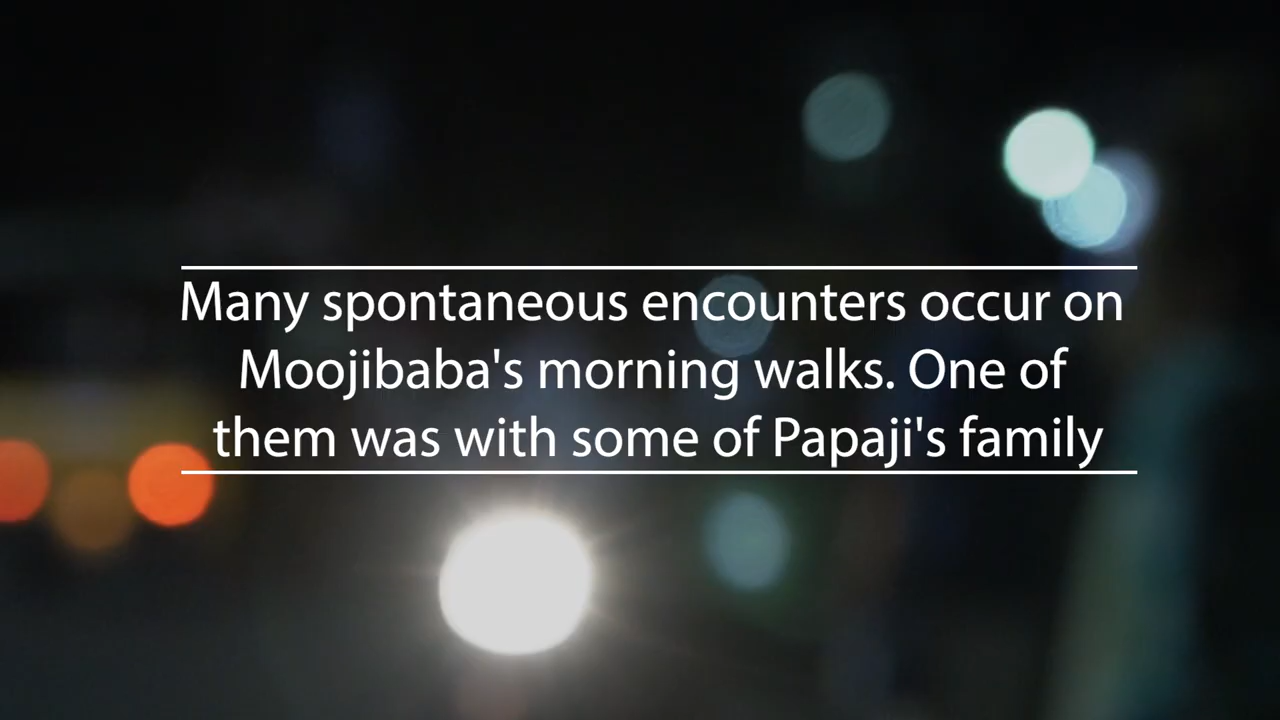 Many spontaneous encounters occur on
Moojibaba's morning walks. One of
them was with some of Papaji's family